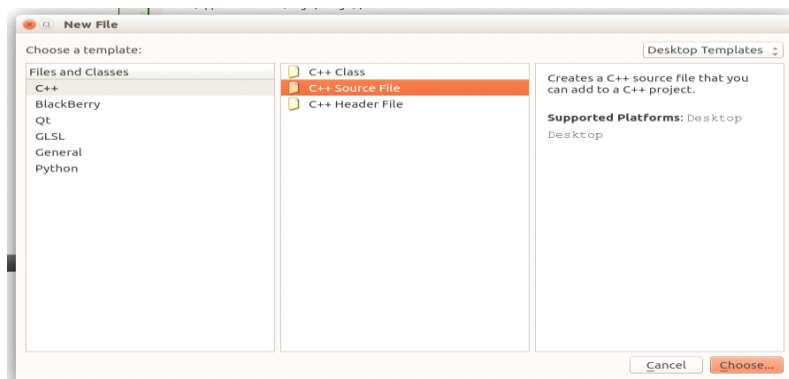 New File
Choose a template:
Desktop Templates
Files and Classes
C++
BlackBerry
Qt
GLSL
General
Python
C++ Class
C++ Source File
C++ Header File
Creates a C++ source file that you
can add to a C++ project.
Supported Platforms: Desktop
Desktop
Cancel
Choose...